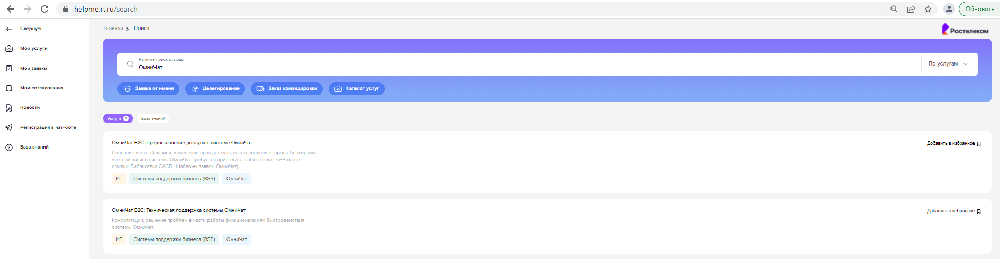 helpme.rt.ru/search
Обновить
Свернуть
Мои услуги
Мои заявки
Мои согласования
Новости
Регистрация в чат-боте
База знаний
Главная > Поиск
Ростелеком
Начните поиск отсюда
ОмниЧат
По услугам
Заявка от имени
Делегирование
Заказ командировки
Каталог услуг
Услуги
База знаний
ОмниЧат B2C: Предоставление доступа к системе ОмниЧат
Добавить в избранное
Создание учетной записи, изменение прав доступа, восстановление пароля, блокировка
учетной записи системы ОмниЧат. Требуется приложить шаблон (my.rt.ru-Важные
ссылки-Библиотека САСП- Шаблоны заявок-ОмниЧат)
ИТ
Системы поддержки бизнеса (BSS)
ОмниЧат
ОмниЧат B2C: Техническая поддержка системы ОмниЧат
Добавить в избранное
Консультации, решение проблем в части работы функционала или быстродействия
системы ОмниЧат.
ИТ
Системы поддержки бизнеса (BSS)
ОмниЧат